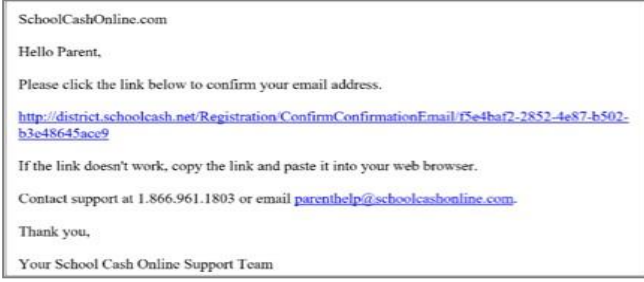 SchoolCashOnline.com
Hello Parent,
Please click the link below to confirm your email address.
http://district.schoolcash.net/Registration/ConfirmConfirmationEmail/f5e4baf2-2852-4e87-b502-
b3e48645ace9
If the link doesn't work, copy the link and paste it into your web browser.
Contact support at 1.866.961.1803 or email parenthelp@schoolcashonline.com.
Thank you,
Your School Cash Online Support Team